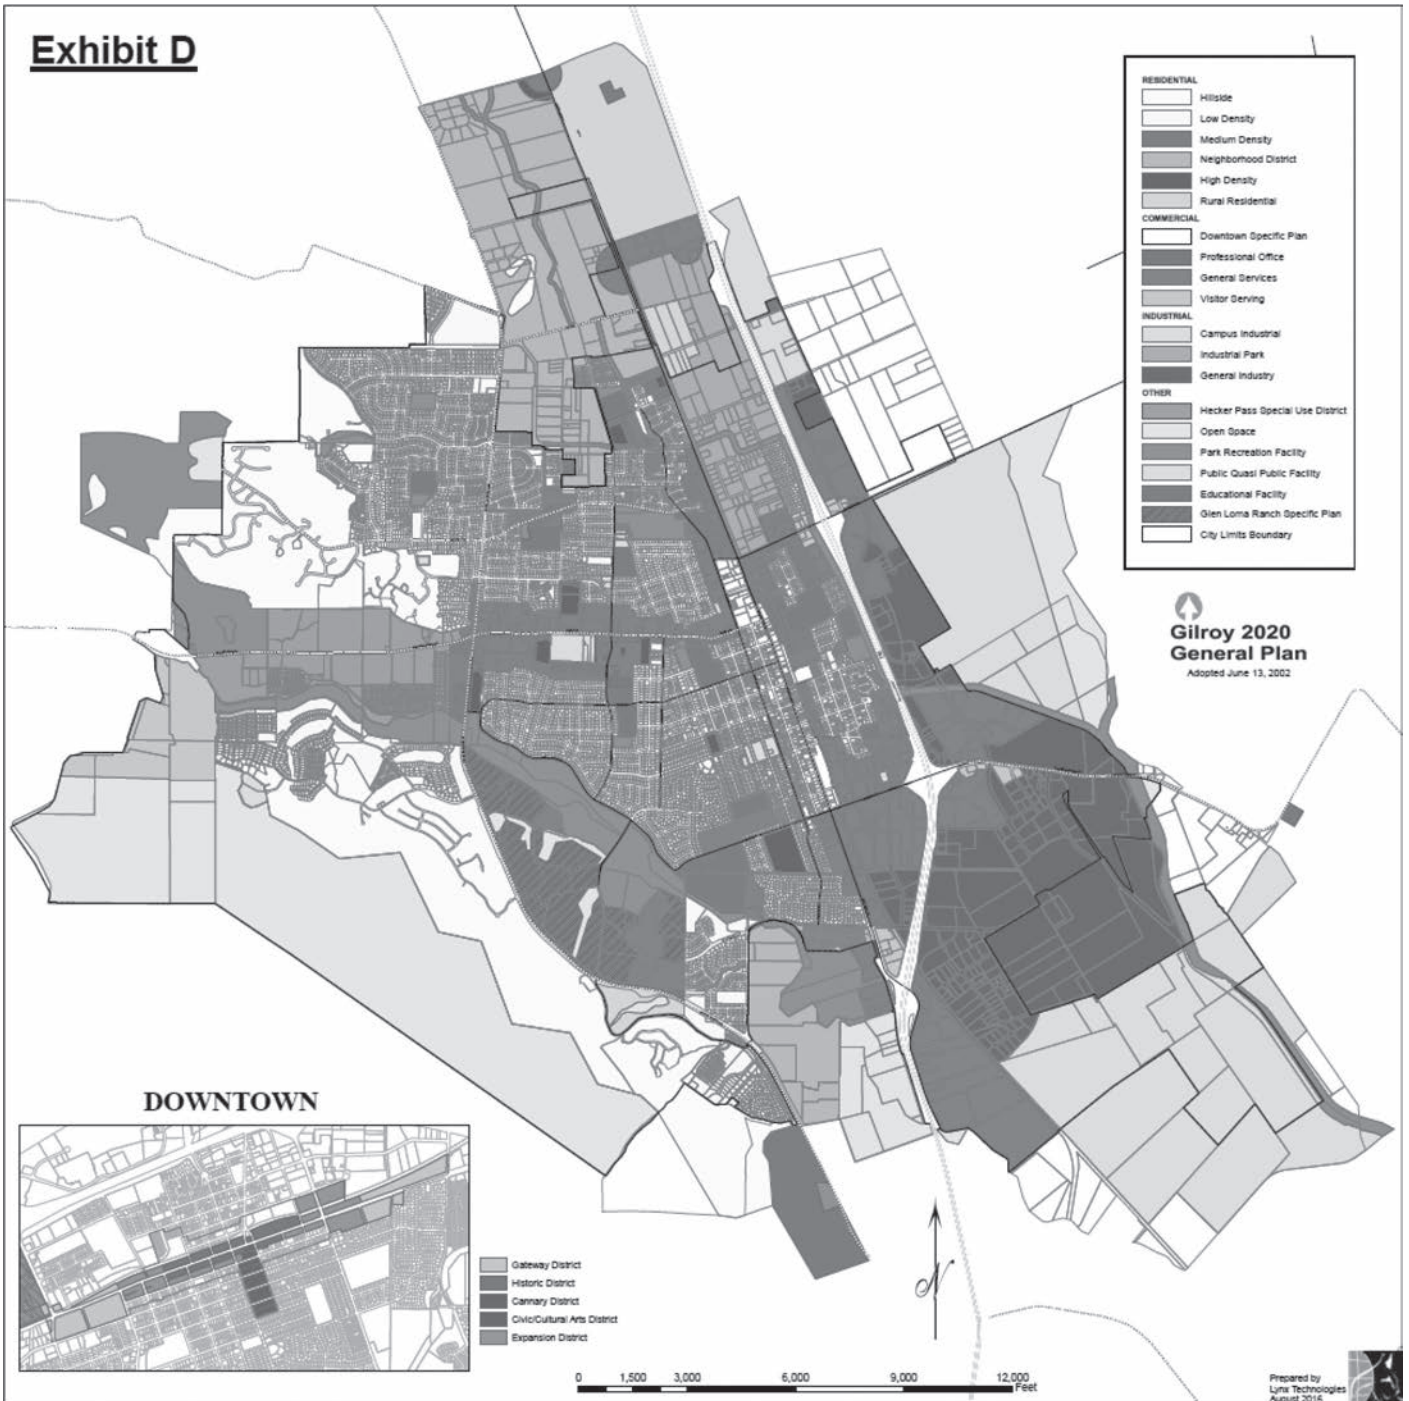 Exhibit D
RESIDENTIAL
Hillside
Low Density
Medium Density
Neighborhood District
High Density
Rural Residential
COMMERCIAL
Downtown Specific Plan
Professional Office
General Services
Visitor Serving
INDUSTRIAL
Campus Industrial
Industrial Park
General Industry
OTHER
Hecker Pass Special Use District
Open Space
Park Recreation Facility
Public Quasi Public Facility
Educational Facility
Glen Loma Ranch Specific Plan
City Limits Boundary
Gilroy 2020
General Plan
Adopted June 13, 2002
DOWNTOWN
Gateway District
Historic District
Cannary District
Civic/Cultural Arts District
Expansion District
N
0 1,500 3,000 6,000 9,000 12,000
Feet
Prepared by
Lynx Technologies
August 2016